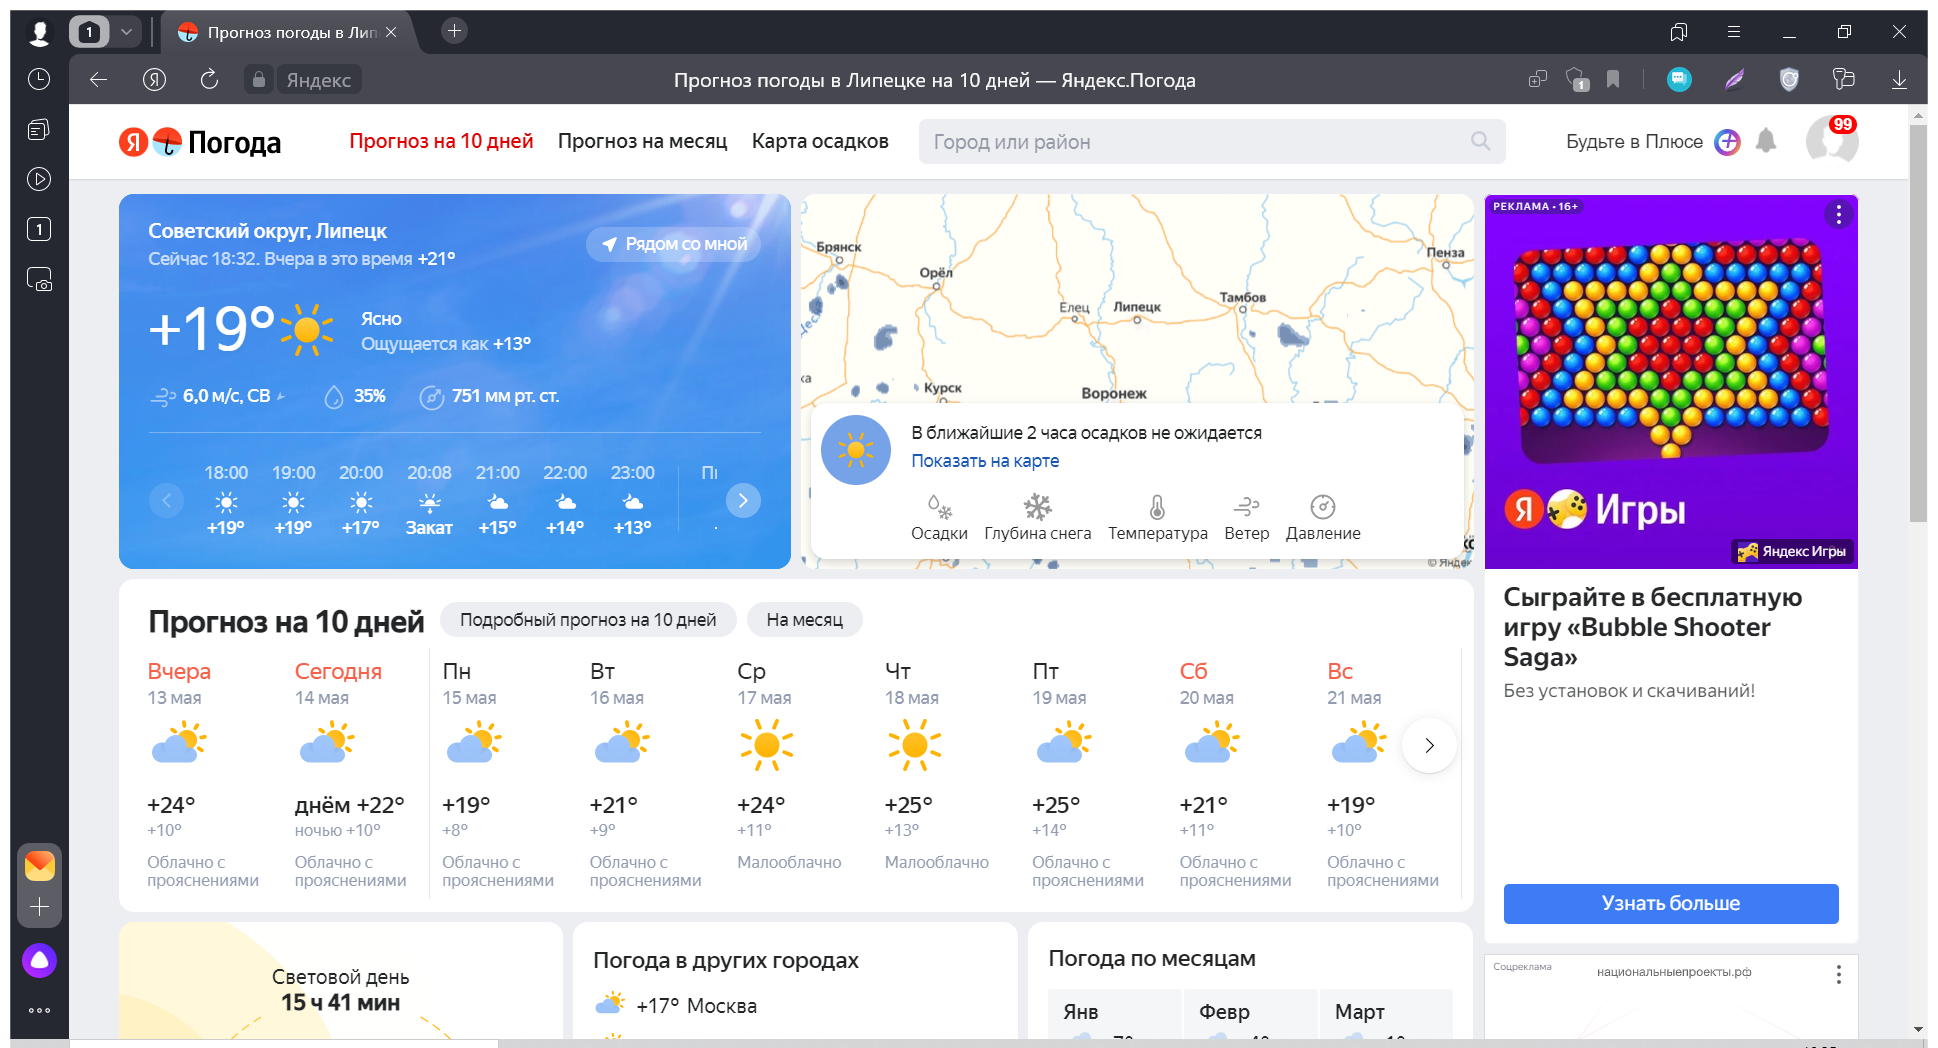 1
Прогноз погоды в Лип
Яндекс
Прогноз погоды в Липецке на 10 дней — Яндекс.Погода
1
1
Я Погода
Прогноз на 10 дней
Прогноз на месяц
Карта осадков
Город или район
Будьте в Плюсе
99
Советский округ, Липецк
Рядом со мной
Сейчас 18:32. Вчера в это время +21°
+19°
Ясно
Ощущается как +13°
6,0 м/с, СВ
35%
751 мм рт. ст.
18:00 19:00 20:00 20:08 21:00 22:00 23:00
+19° +19° +17° Закат +15° +14° +13°
Брянск
Орёл
Елец
Липецк
Тамбов
Пенза
Курск
Воронеж
В ближайшие 2 часа осадков не ожидается
Показать на карте
Осадки Глубина снега Температура Ветер Давление
РЕКЛАМА • 16+
Я Игры
Яндекс Игры
Сыграйте в бесплатную
игру «Bubble Shooter
Saga»
Без установок и скачиваний!
Узнать больше
Прогноз на 10 дней
Подробный прогноз на 10 дней
На месяц
Вчера Сегодня Пн Вт Ср Чт Пт Сб Вс
13 мая 14 мая 15 мая 16 мая 17 мая 18 мая 19 мая 20 мая 21 мая
+24° днём +22° +19° +21° +24° +25° +25° +21° +19°
+10° ночью +10° +8° +9° +11° +13° +14° +11° +10°
Облачно с Облачно с Облачно с Облачно с Малооблачно Малооблачно Облачно с Облачно с Облачно с
прояснениями прояснениями прояснениями прояснениями прояснениями прояснениями прояснениями
Световой день
15 ч 41 мин
Погода в других городах
+17° Москва
Погода по месяцам
Янв Февр Март
Соцреклама
национальныепроекты.рф